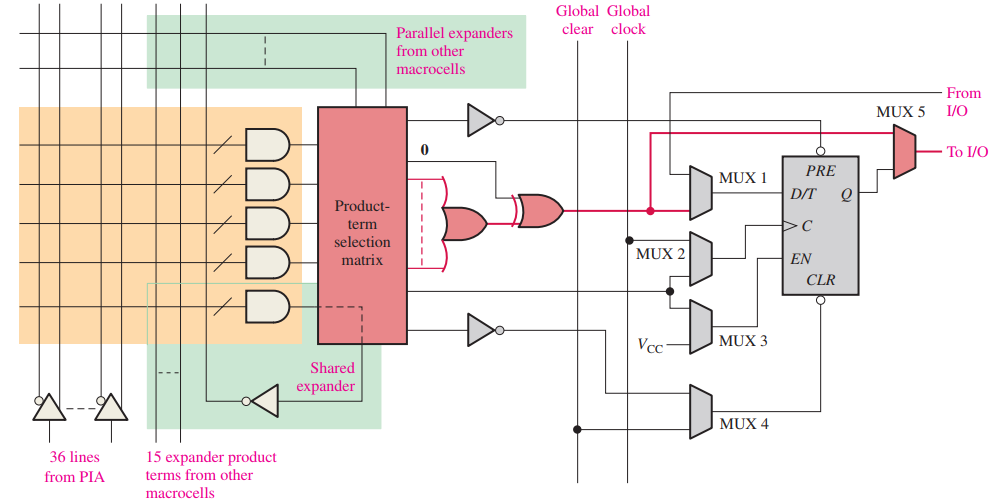 Global
clear
Global
clock
Parallel expanders
from other
macrocells
From
I/O
MUX 5
To I/O
0
MUX 1
PRE
D/T
Q
Product-
term
selection
matrix
MUX 2
C
EN
CLR
VCC
MUX 3
Shared
expander
MUX 4
36 lines
from PIA
15 expander product
terms from other
macrocells